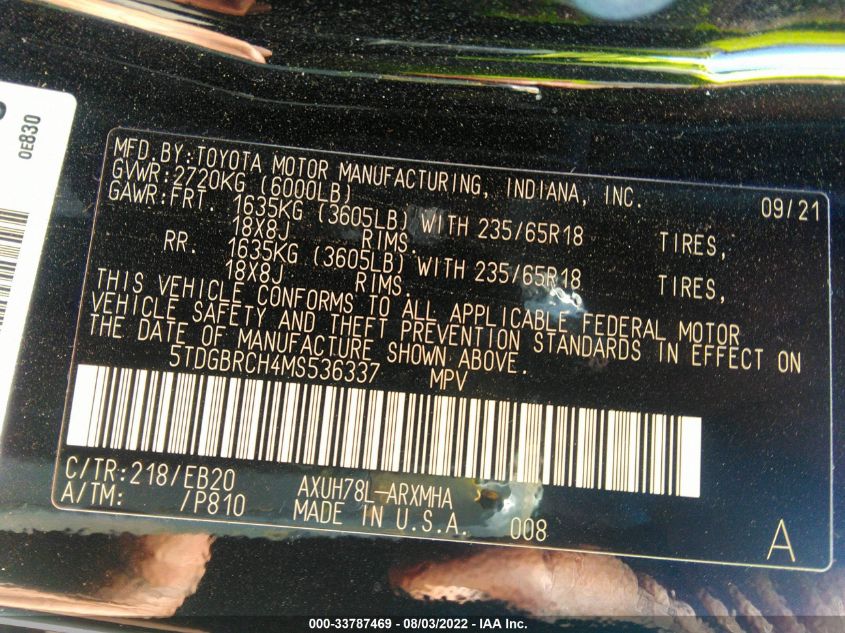 OE830
MFD.BY:TOYOTA MOTOR MANUFACTURING, INDIANA, INC. 09/21
GVWR:2720KG (6000LB)
GAWR:FRT. 1635KG (3605LB) WITH 235/65R18 TIRES,
18X8J RIMS.
RR. 1635KG (3605LB) WITH 235/65R18 TIRES,
18X8J RIMS.
THIS VEHICLE CONFORMS TO ALL APPLICABLE FEDERAL MOTOR
VEHICLE SAFETY AND THEFT PREVENTION STANDARDS IN EFFECT ON
THE DATE OF MANUFACTURE SHOWN ABOVE.
5TDGBRCH4MS536337 MPV
C/TR:218/EB20 AXUH78L-ARXMHA
A/TM: /P810 MADE IN U.S.A. 008
A
000-33787469 - 08/03/2022 - IAA Inc.